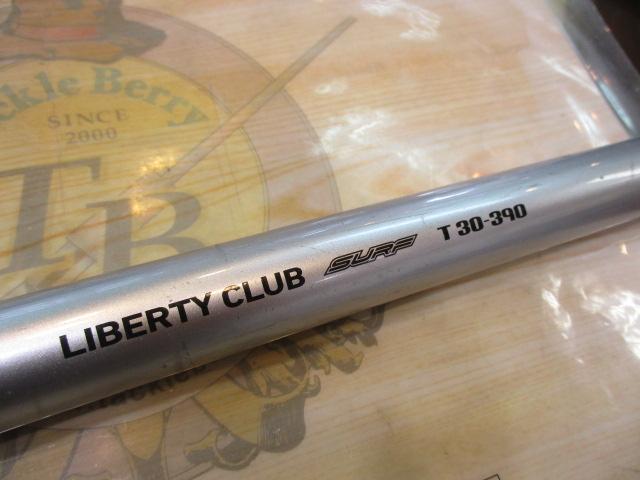 ckle Berry
SINCE
2000
TB
LIBERTY CLUB SURF T 30-390